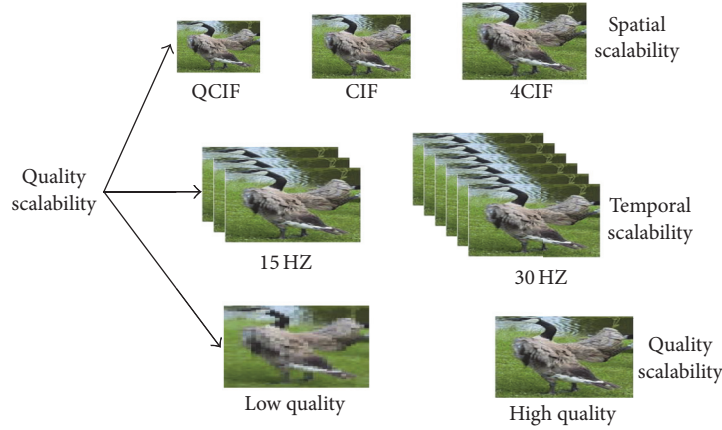 Spatial
scalability
QCIF
CIF
4CIF
Quality
scalability
Temporal
scalability
15 HZ
30 HZ
Quality
scalability
Low quality
High quality